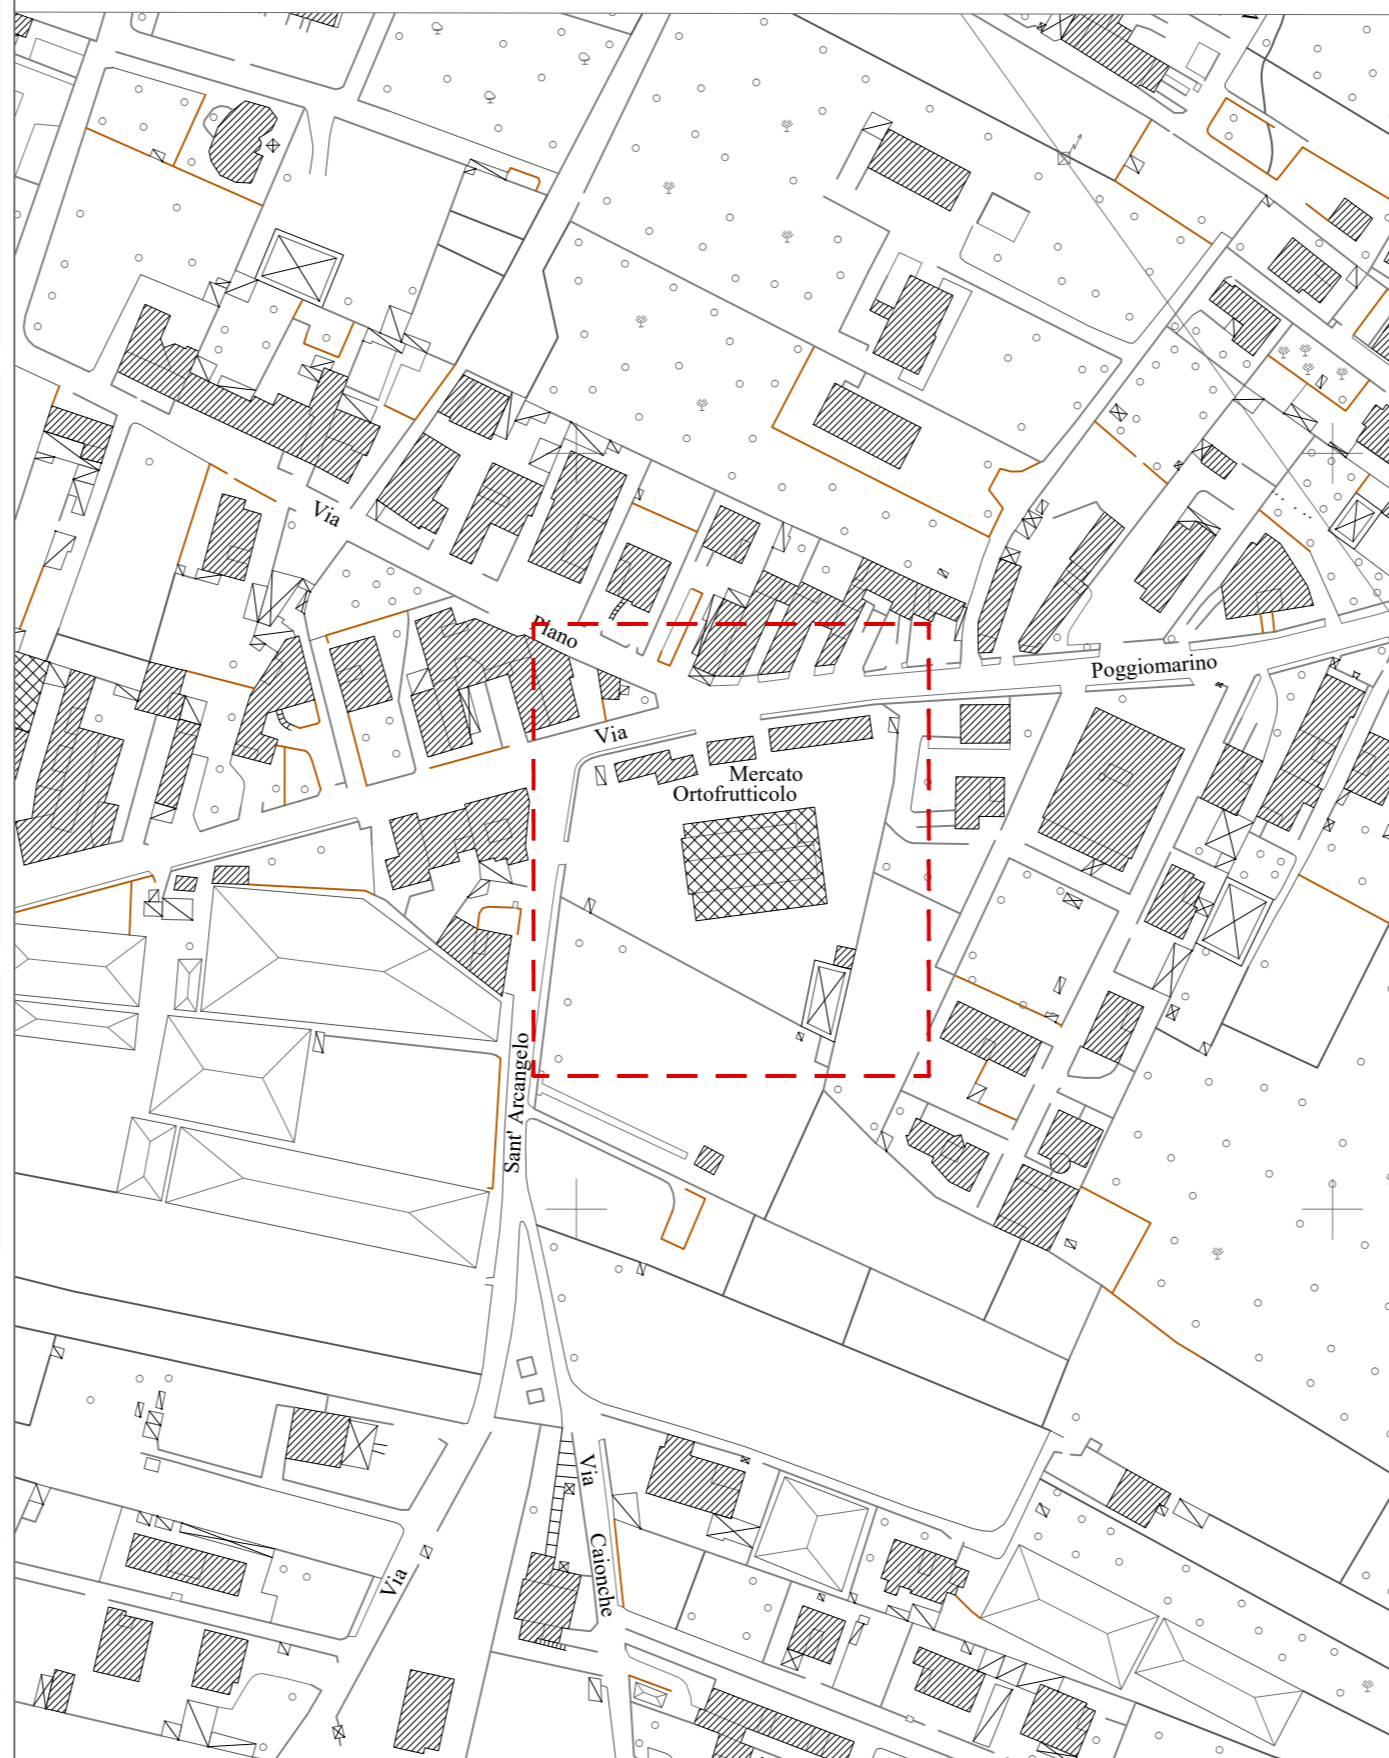 Via
Piano
Poggiomarino
Via
Mercato
Ortofrutticolo
Sant' Arcangelo
Via
Caionche
Via